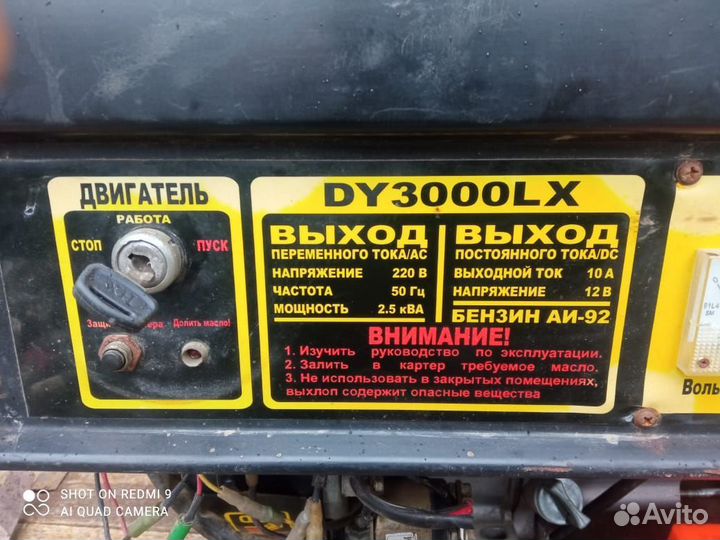 ДВИГАТЕЛЬ
РАБОТА
СТОП
ПУСК
Долить масло!
DY3000LX
ВЫХОД
ПЕРЕМЕННОГО ТОКА/AC
НАПРЯЖЕНИЕ 220 В
ЧАСТОТА 50 Гц
МОЩНОСТЬ 2.5 кВА
ВЫХОД
ПОСТОЯННОГО ТОКА/DC
ВЫХОДНОЙ ТОК 10 А
НАПРЯЖЕНИЕ 12 В
БЕНЗИН АИ-92
ВНИМАНИЕ!
1. Изучить руководство по эксплуатации.
2. Залить в картер требуемое масло.
3. Не использовать в закрытых помещениях,
выхлоп содержит опасные вещества
Воль
SHOT ON REDMI 9
AI QUAD CAMERA
Avito